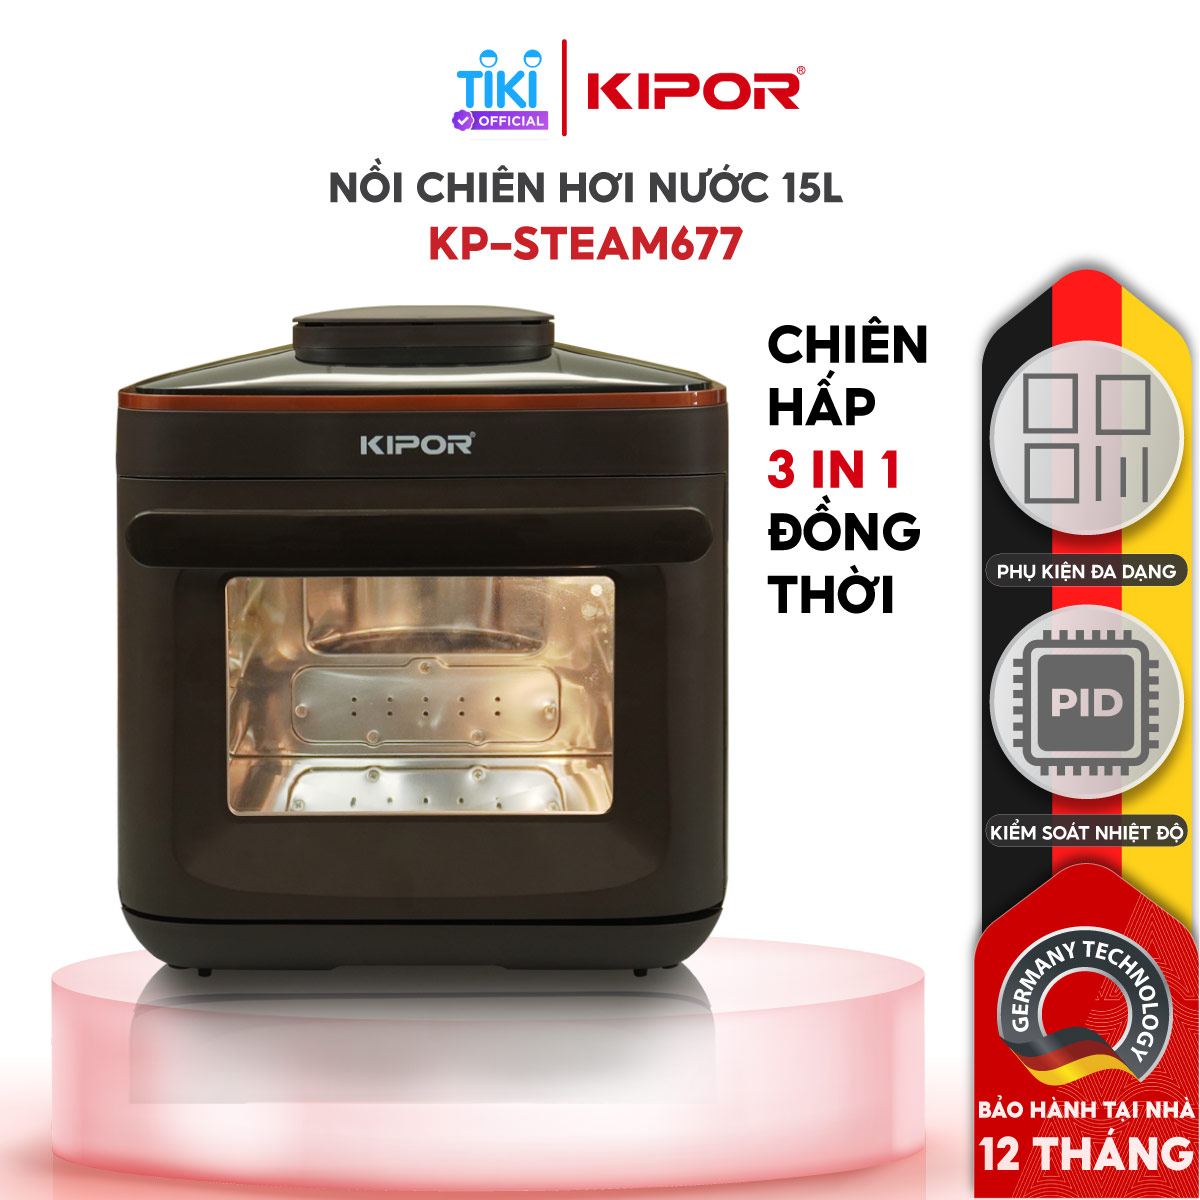 TIKI
OFFICIAL
KIPOR®
NỒI CHIÊN HƠI NƯỚC 15L
KP-STEAM677
KIPOR®
CHIÊN
HẤP
3 IN 1
ĐỒNG
THỜI
PHỤ KIỆN ĐA DẠNG
PID
KIỂM SOÁT NHIỆT ĐỘ
GERMANY TECHNOLOGY
BẢO HÀNH TẠI NHÀ
12 THÁNG